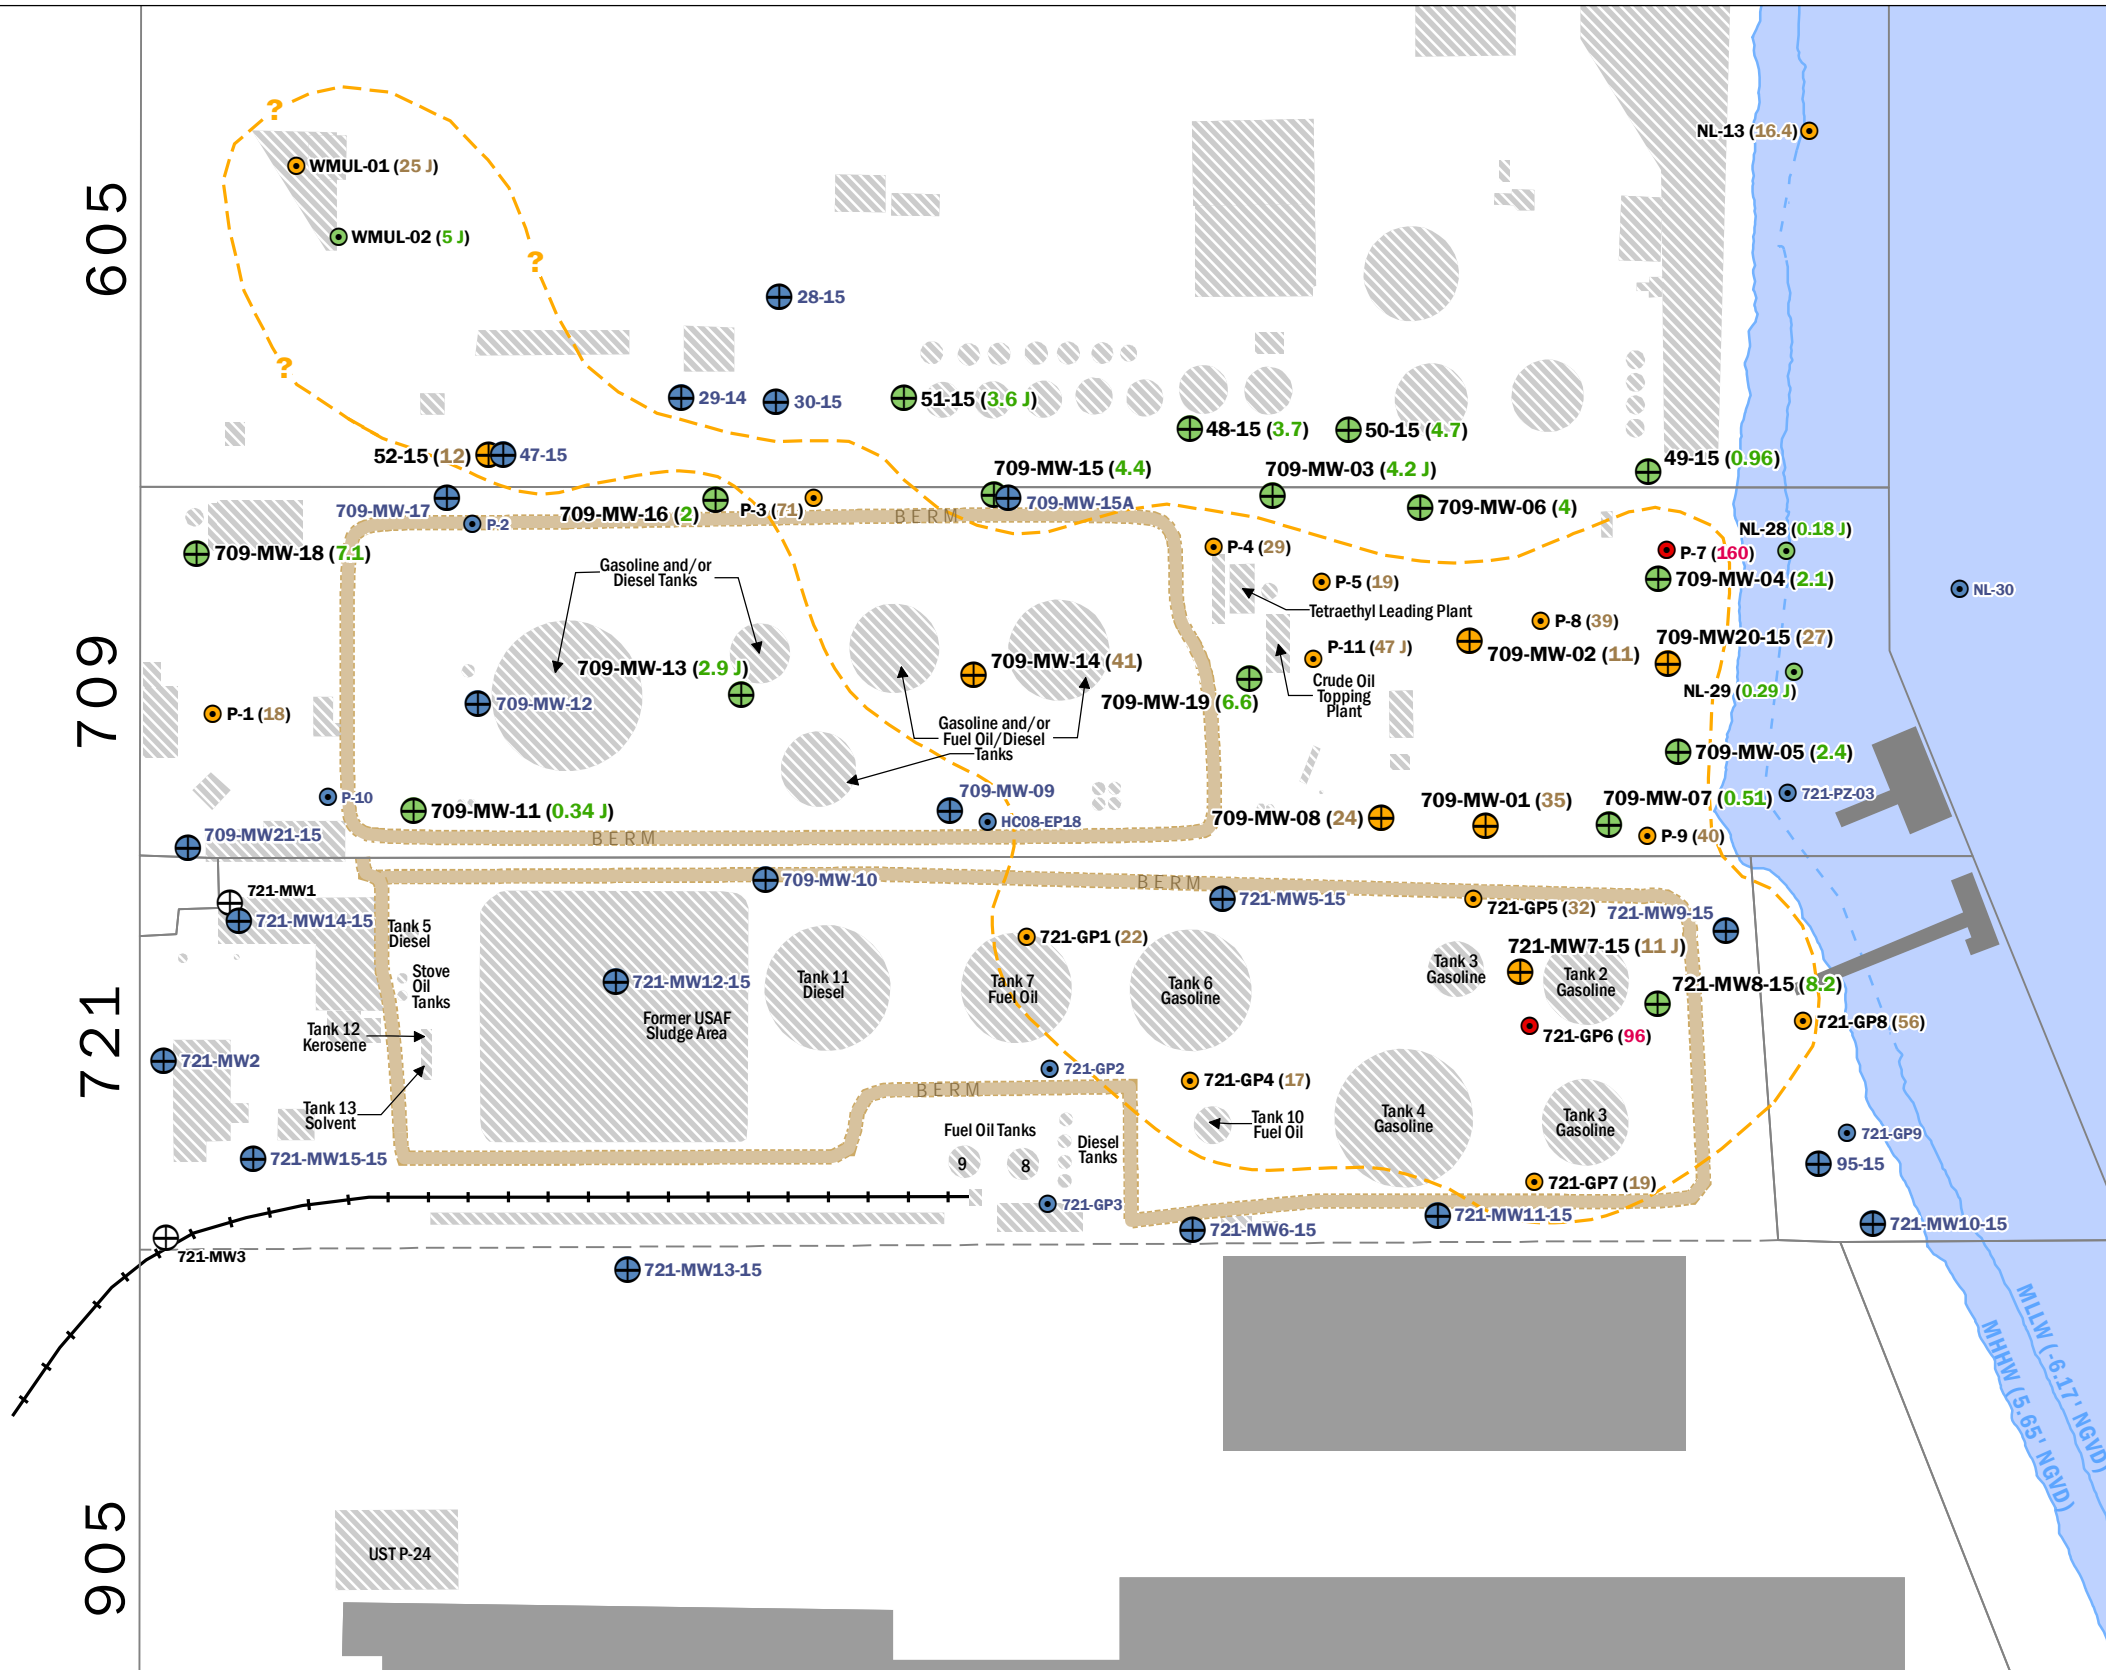 605
709
721
905
?
?
?
WMUL-01 (25 J)
WMUL-02 (5 J)
NL-13 (16.4)
28-15
29-14
30-15
51-15 (3.6 J)
48-15 (3.7)
50-15 (4.7)
52-15 (12)
47-15
49-15 (0.96)
709-MW-15 (4.4)
709-MW-03 (4.2 J)
709-MW-17
709-MW-16 (2)
P-3 (71)
709-MW-15A
709-MW-06 (4)
P-2
BERM
NL-28 (0.18 J)
709-MW-18 (7.1)
P-4 (29)
P-7 (160)
Gasoline and/or
Diesel Tanks
P-5 (19)
709-MW-04 (2.1)
NL-30
Tetraethyl Leading Plant
P-8 (39)
709-MW20-15 (27)
709-MW-13 (2.9 J)
709-MW-14 (41)
P-11 (47 J)
709-MW-02 (11)
Crude Oil
Topping
Plant
NL-29 (0.29 J)
709-MW-12
709-MW-19 (6.6)
P-1 (18)
Gasoline and/or
Fuel Oil/Diesel
Tanks
709-MW-05 (2.4)
P-10
709-MW-11 (0.34 J)
709-MW-09
HC08-EP18
709-MW-08 (24)
709-MW-01 (35)
709-MW-07 (0.51)
721-PZ-03
P-9 (40)
709-MW21-15
BERM
721-MW1
721-MW14-15
709-MW-10
BERM
721-MW5-15
721-GP5 (32)
721-MW9-15
Tank 5
Diesel
721-GP1 (22)
721-MW7-15 (11 J)
Stove
Oil
Tanks
721-MW12-15
Tank 11
Diesel
Tank 7
Fuel Oil
Tank 6
Gasoline
Tank 3
Gasoline
Tank 2
Gasoline
721-MW8-15 (8.2)
Former USAF
Sludge Area
Tank 12
Kerosene
721-GP6 (96)
721-GP8 (56)
721-MW2
721-GP2
721-GP4 (17)
BERM
Tank 13
Solvent
Tank 10
Fuel Oil
Tank 4
Gasoline
Tank 3
Gasoline
Fuel Oil Tanks
9
8
Diesel
Tanks
721-GP9
95-15
721-MW15-15
721-GP7 (19)
721-GP3
721-MW6-15
721-MW11-15
721-MW10-15
721-MW3
721-MW13-15
MLLW (-6.17' NGVD)
MHHW (5.65' NGVD)
UST P-24